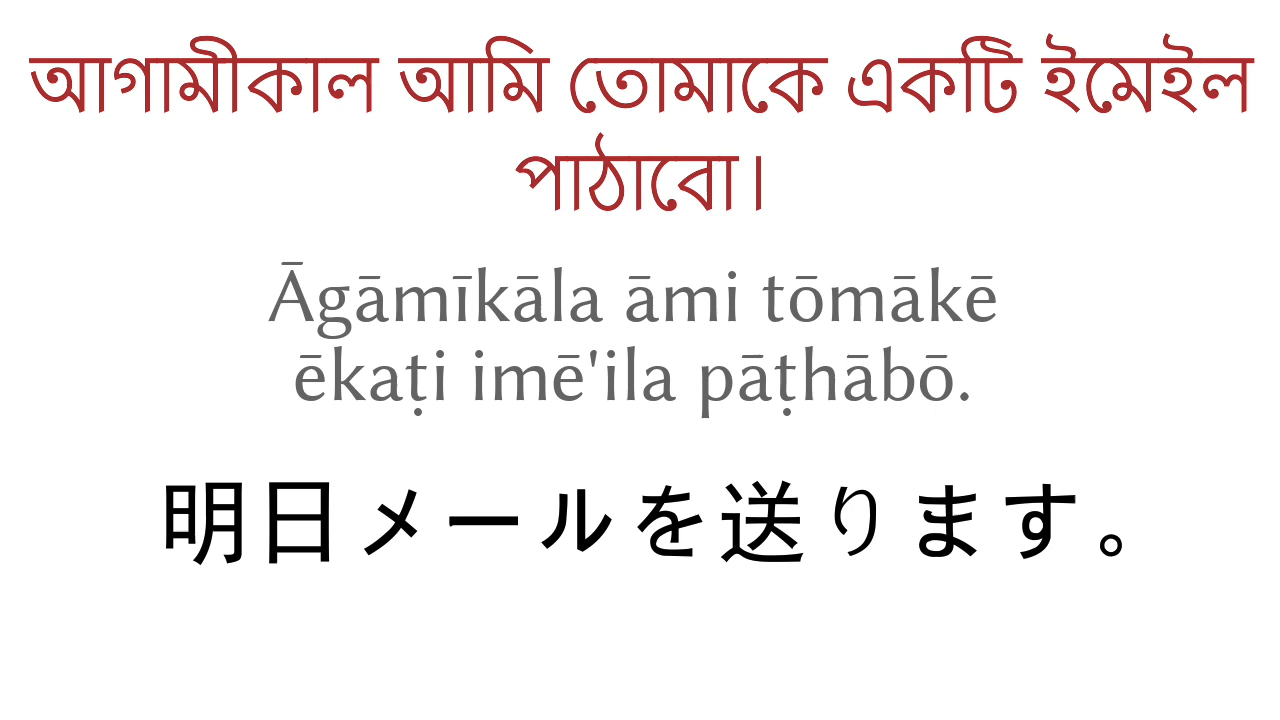 আগামীকাল আমি তোমাকে একটি ইমেইল
পাঠাবো।
Āgāmīkāla āmi tōmākē
ēkaṭi imē'ila pāṭhābō.
明日メールを送ります。